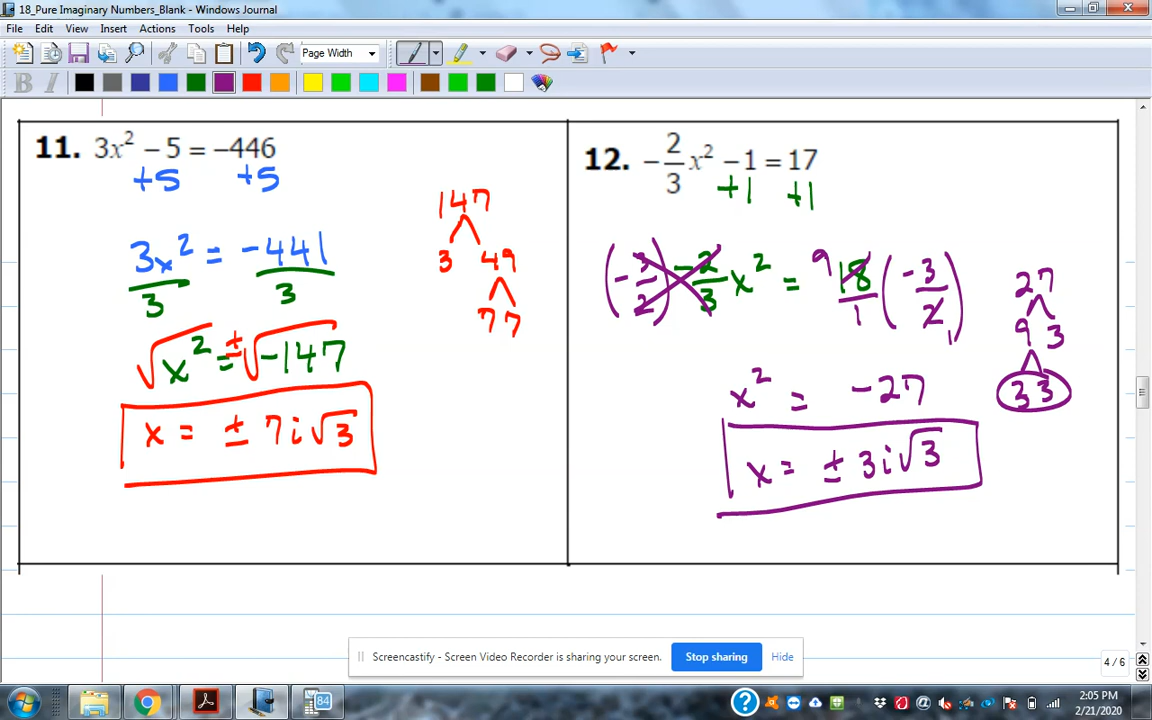 18_Pure Imaginary Numbers_Blank - Windows Journal
File Edit View Insert Actions Tools Help
Page Width
B I
11. 3x² − 5 = −446
+5 +5
3x² = -441
3 3
√x² = ±√-147
x = ± 7i√3
147
3 49
7 7
12. −2/3 x² − 1 = 17
+1 +1
(-3/2) -2/3 x² = 9 18/1 (-3/2) 1
x² = -27
x = ± 3i√3
27
9 3
3 3
Screencastify - Screen Video Recorder is sharing your screen. Stop sharing Hide
4 / 6
84
2:05 PM
2/21/2020